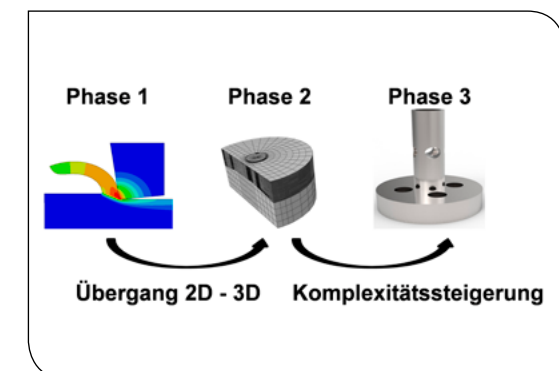 Phase 1 Phase 2 Phase 3
Übergang 2D - 3D Komplexitätssteigerung